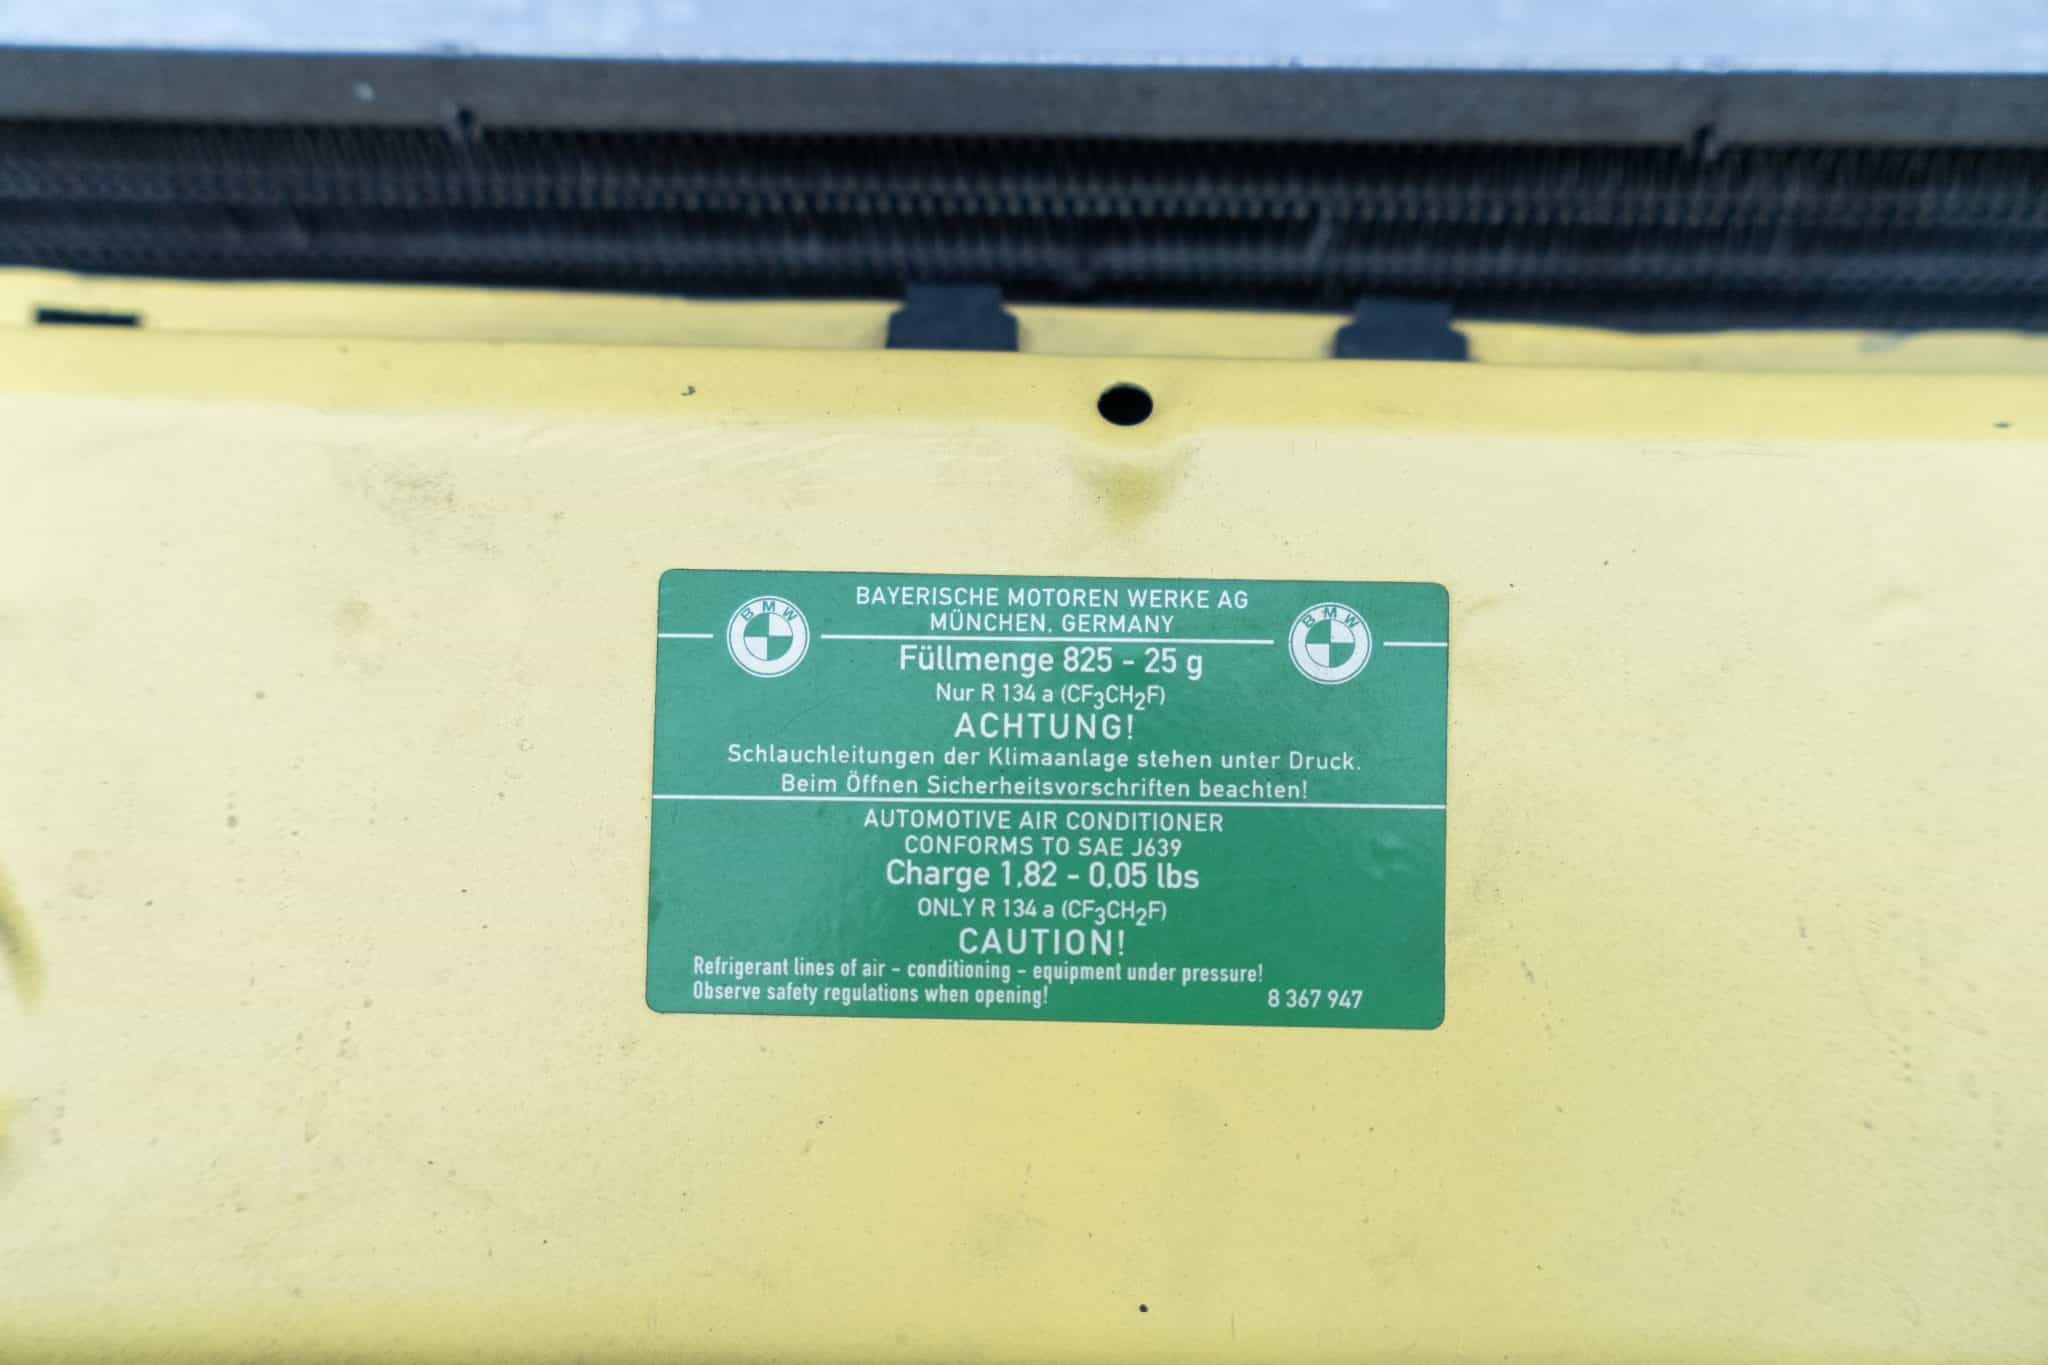 BMW
BAYERISCHE MOTOREN WERKE AG
MÜNCHEN, GERMANY
BMW
Füllmenge 825 - 25 g
Nur R 134 a (CF3CH2F)
ACHTUNG!
Schlauchleitungen der Klimaanlage stehen unter Druck.
Beim Öffnen Sicherheitsvorschriften beachten!
AUTOMOTIVE AIR CONDITIONER
CONFORMS TO SAE J639
Charge 1,82 - 0,05 lbs
ONLY R 134 a (CF3CH2F)
CAUTION!
Refrigerant lines of air - conditioning - equipment under pressure!
Observe safety regulations when opening!
8 367 947